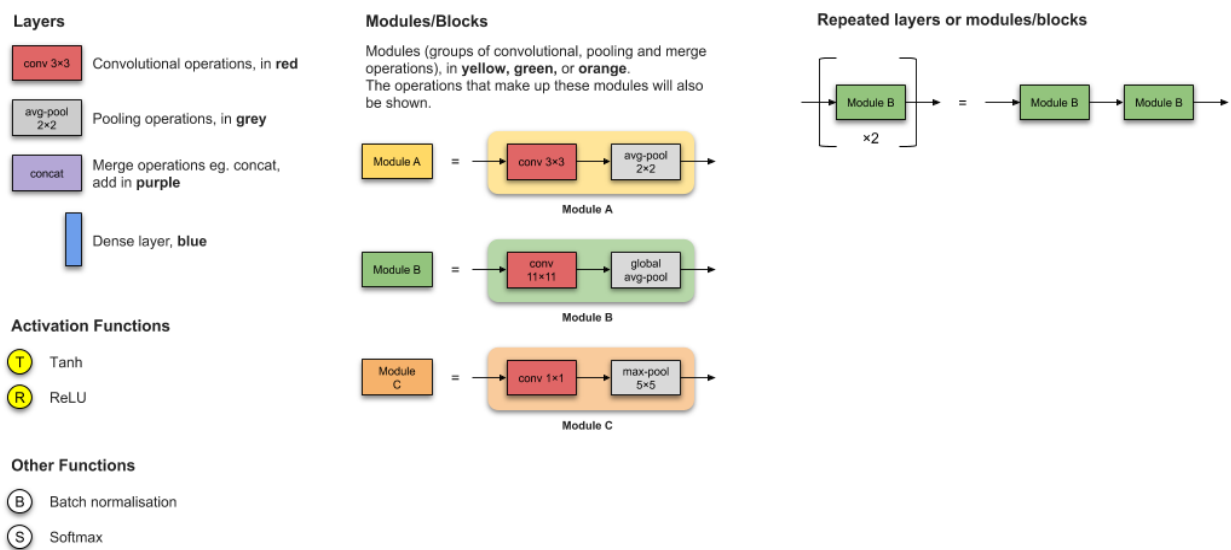 Layers
conv 3×3
Convolutional operations, in red
avg-pool
2×2
Pooling operations, in grey
concat
Merge operations eg. concat,
add in purple
Dense layer, blue
Activation Functions
T
Tanh
R
ReLU
Other Functions
B
Batch normalisation
S
Softmax
Modules/Blocks
Modules (groups of convolutional, pooling and merge
operations), in yellow, green, or orange.
The operations that make up these modules will also
be shown.
Module A
=
conv 3×3
avg-pool
2×2
Module A
Module B
=
conv
11×11
global
avg-pool
Module B
Module
C
=
conv 1×1
max-pool
5×5
Module C
Repeated layers or modules/blocks
Module B
×2
=
Module B
Module B